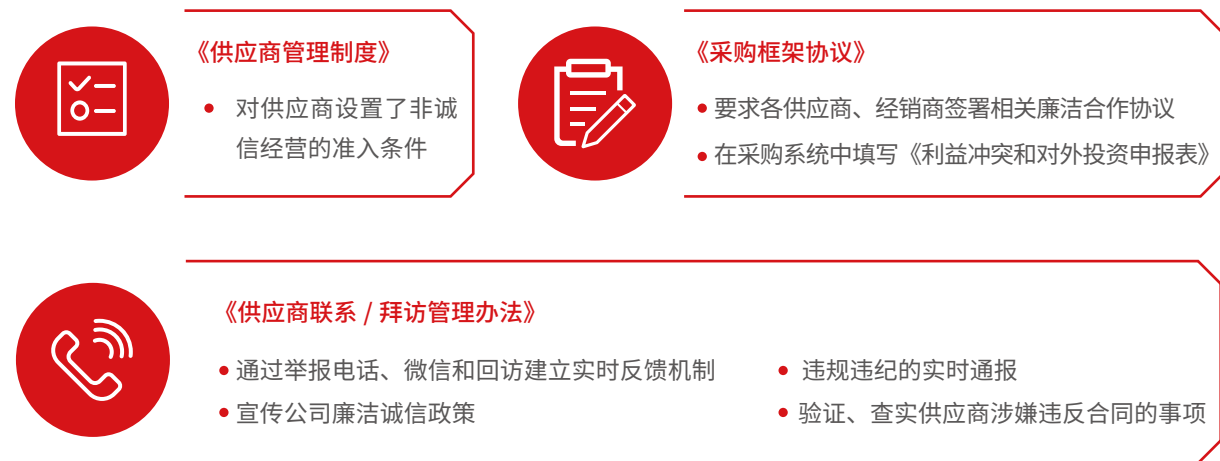 《供应商管理制度》
• 对供应商设置了非诚
信经营的准入条件
《采购框架协议》
• 要求各供应商、经销商签署相关廉洁合作协议
• 在采购系统中填写《利益冲突和对外投资申报表》
《供应商联系 / 拜访管理办法》
• 通过举报电话、微信和回访建立实时反馈机制
• 宣传公司廉洁诚信政策
• 违规违纪的实时通报
• 验证、查实供应商涉嫌违反合同的事项